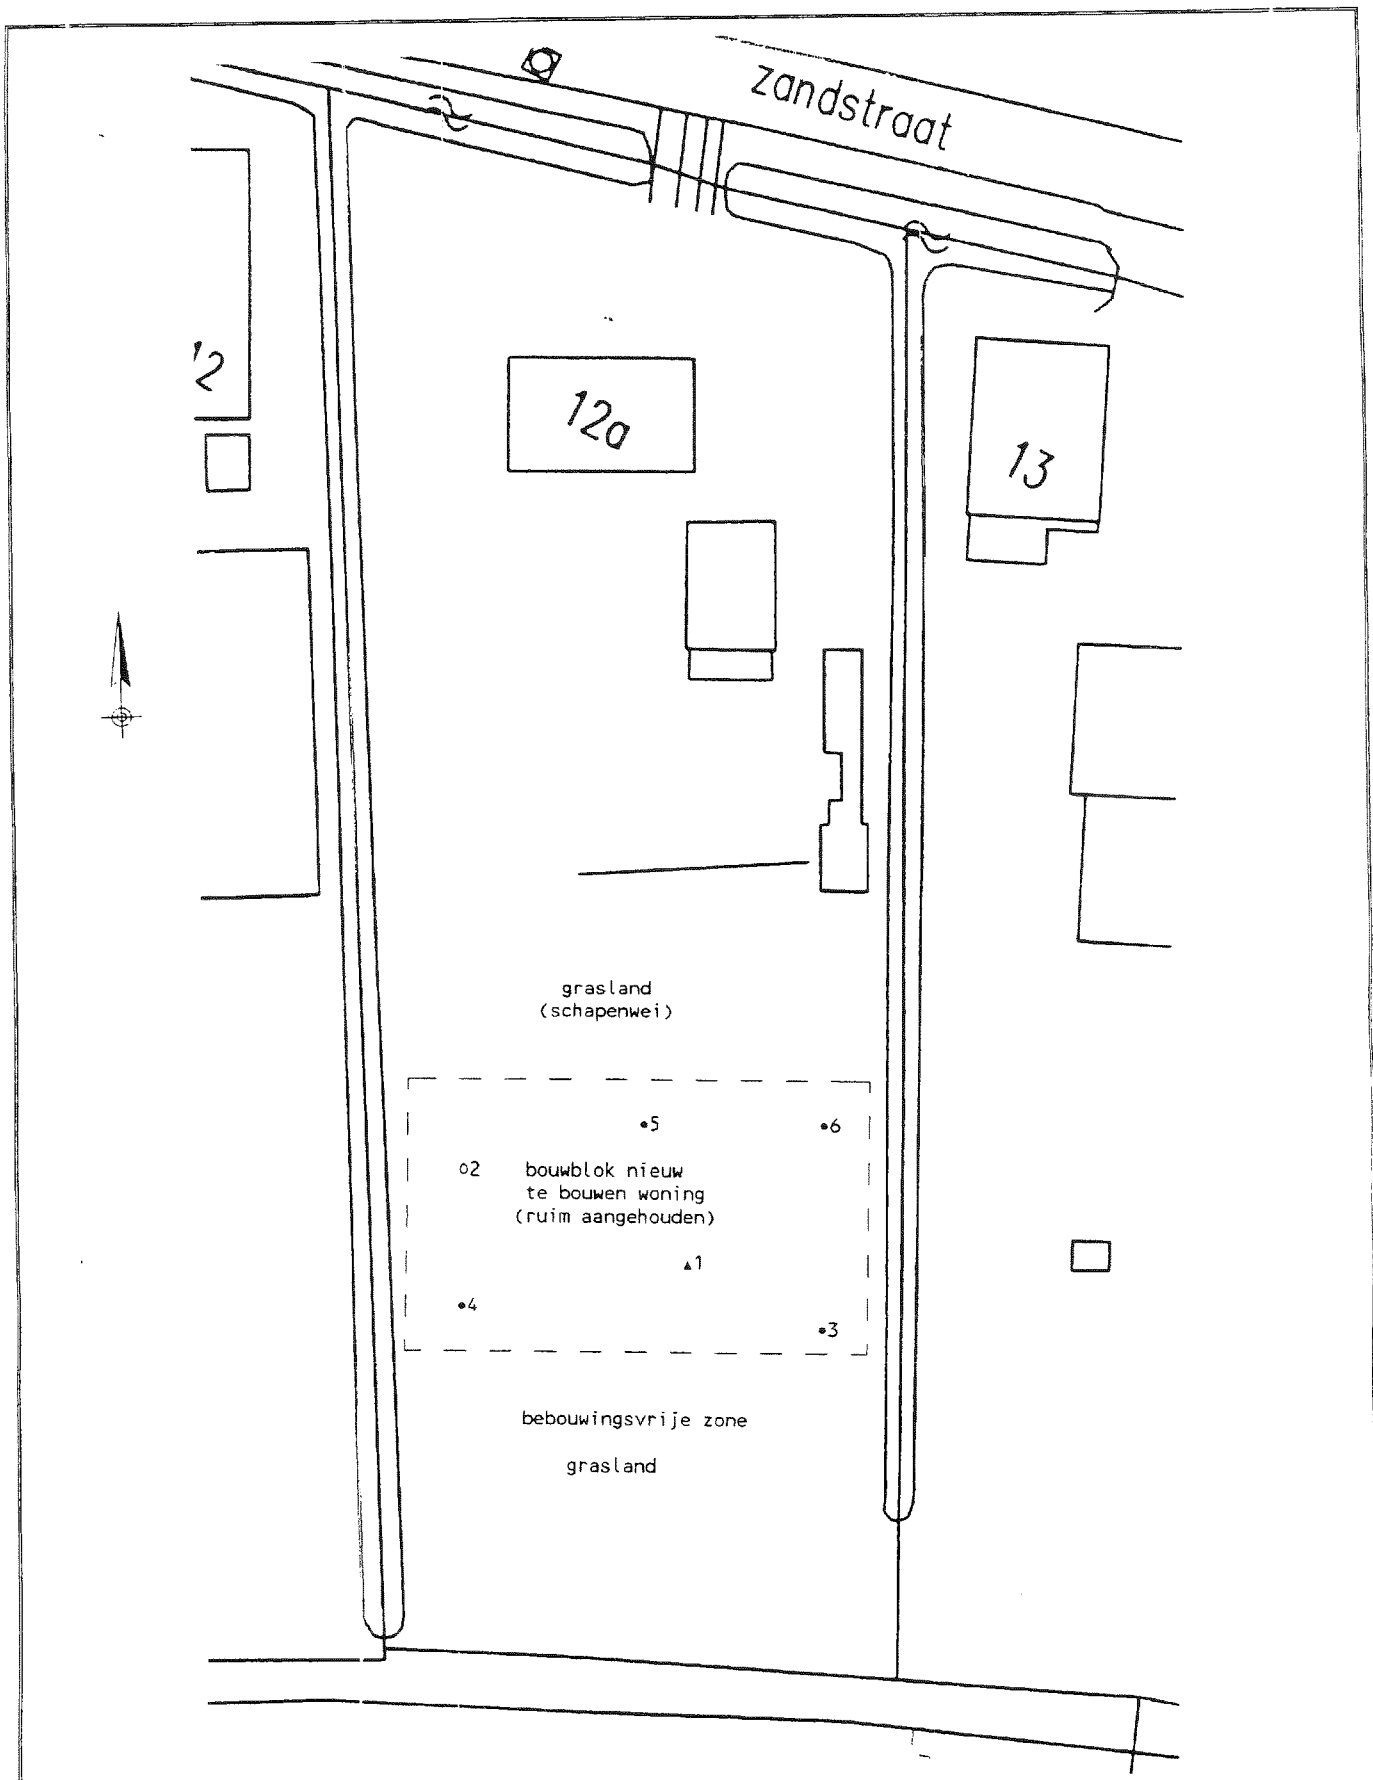 zandstraat
12
12a
13
grasland
(schapenwei)
5
6
2
bouwblok nieuw
te bouwen woning
(ruim aangehouden)
1
4
3
bebouwingsvrije zone
grasland